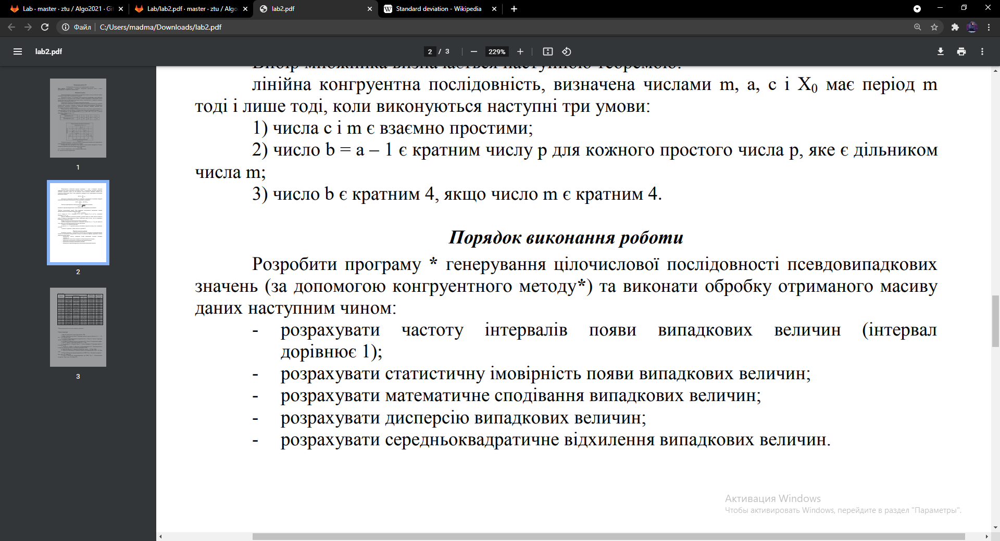 Lab · master · ztu / Algo2021 · Git
Lab/lab2.pdf · master · ztu / Algo
lab2.pdf
Standard deviation - Wikipedia
Файл
C:/Users/madma/Downloads/lab2.pdf
lab2.pdf
2 / 3
229%
1
2
3
Вибір множника визначається наступною теоремою:
лінійна конгруентна послідовність, визначена числами m, a, c і X0 має період m
тоді і лише тоді, коли виконуються наступні три умови:
1) числа c і m є взаємно простими;
2) число b = a – 1 є кратним числу p для кожного простого числа p, яке є дільником
числа m;
3) число b є кратним 4, якщо число m є кратним 4.
Порядок виконання роботи
Розробити програму * генерування цілочислової послідовності псевдовипадкових
значень (за допомогою конгруентного методу*) та виконати обробку отриманого масиву
даних наступним чином:
- розрахувати частоту інтервалів появи випадкових величин (інтервал
дорівнює 1);
- розрахувати статистичну імовірність появи випадкових величин;
- розрахувати математичне сподівання випадкових величин;
- розрахувати дисперсію випадкових величин;
- розрахувати середньоквадратичне відхилення випадкових величин.
Активация Windows
Чтобы активировать Windows, перейдите в раздел "Параметры".